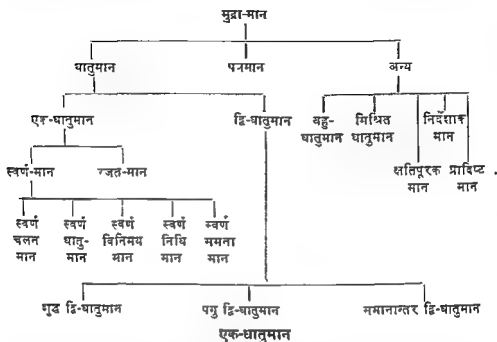 मुद्रा-मान
धातुमान पत्रमान अन्य
एक-धातुमान द्वि-धातुमान बहु-धातुमान मिश्रित धातुमान निर्देशांक मान
क्षतिपूरक मान प्रादिष्ट मान
स्वर्ण-मान रजत-मान
स्वर्ण स्वर्ण स्वर्ण स्वर्ण स्वर्ण
चलन धातु- विनिमय निधि समता
मान मान मान मान मान
शुद्ध द्वि-धातुमान पंगु द्वि-धातुमान समानान्तर द्वि-धातुमान
एक-धातुमान